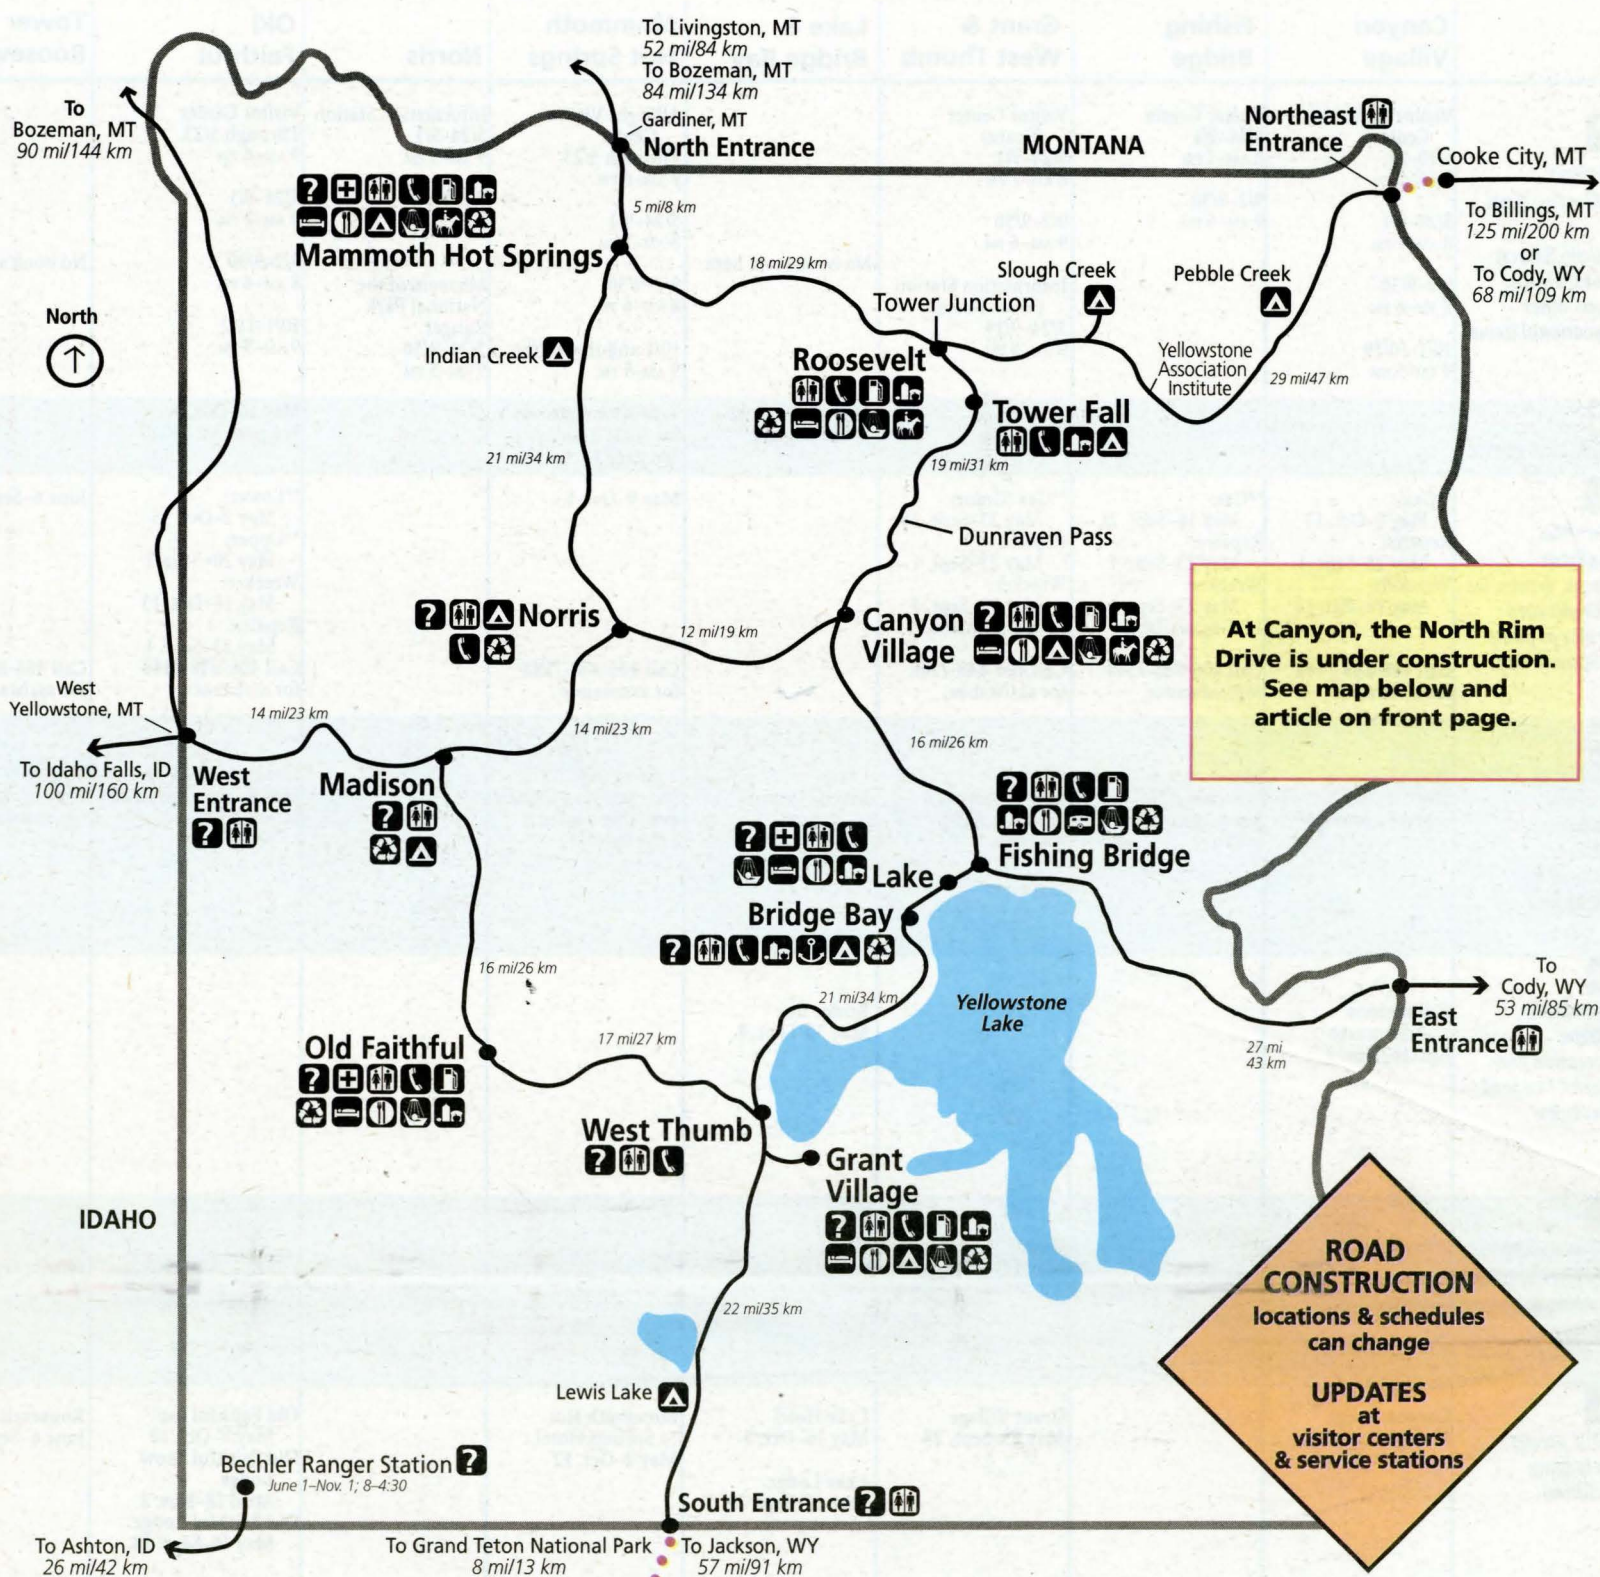 To Livingston, MT
52 mi/84 km
To Bozeman, MT
84 mi/134 km
Gardiner, MT
North Entrance
To
Bozeman, MT
90 mi/144 km
MONTANA
Northeast
Entrance
Cooke City, MT
To Billings, MT
125 mi/200 km
or
To Cody, WY
68 mi/109 km
5 mi/8 km
Mammoth Hot Springs
18 mi/29 km
Slough Creek
Pebble Creek
Tower Junction
North
Indian Creek
Roosevelt
Yellowstone
Association
Institute
29 mi/47 km
Tower Fall
21 mi/34 km
19 mi/31 km
Dunraven Pass
Norris
12 mi/19 km
Canyon
Village
At Canyon, the North Rim
Drive is under construction.
See map below and
article on front page.
West
Yellowstone, MT
14 mi/23 km
14 mi/23 km
16 mi/26 km
To Idaho Falls, ID
100 mi/160 km
West
Entrance
Madison
Fishing Bridge
Lake
Bridge Bay
16 mi/26 km
21 mi/34 km
Yellowstone
Lake
To
Cody, WY
53 mi/85 km
East
Entrance
27 mi
43 km
Old Faithful
17 mi/27 km
West Thumb
Grant
Village
IDAHO
22 mi/35 km
Lewis Lake
ROAD
CONSTRUCTION
locations & schedules
can change
UPDATES
at
visitor centers
& service stations
Bechler Ranger Station
June 1–Nov. 1; 8–4:30
South Entrance
To Ashton, ID
26 mi/42 km
To Grand Teton National Park
8 mi/13 km
To Jackson, WY
57 mi/91 km